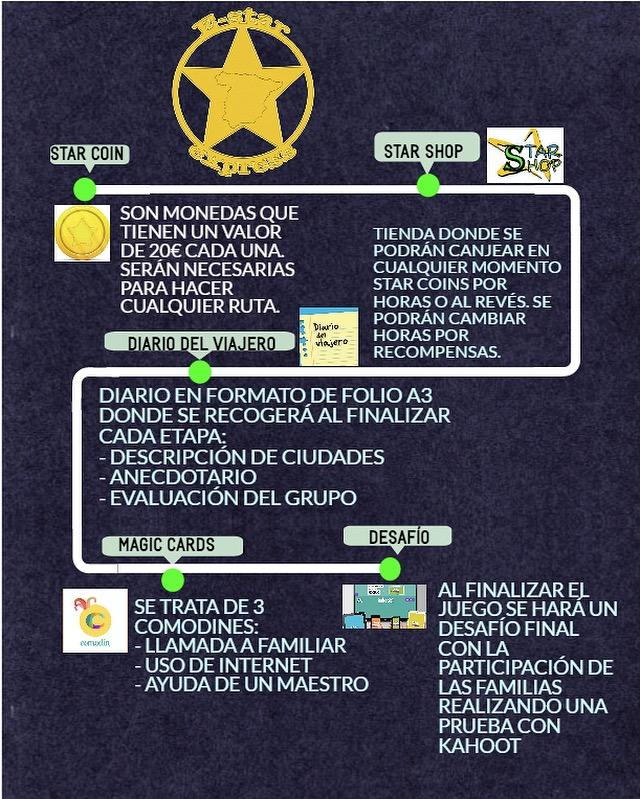 E-star
express
STAR COIN
SON MONEDAS QUE
TIENEN UN VALOR
DE 20€ CADA UNA.
SERÁN NECESARIAS
PARA HACER
CUALQUIER RUTA.
STAR SHOP
STAR
SHOP
TIENDA DONDE SE
PODRÁN CANJEAR EN
CUALQUIER MOMENTO
STAR COINS POR
HORAS O AL REVÉS. SE
PODRÁN CAMBIAR
HORAS POR
RECOMPENSAS.
DIARIO DEL VIAJERO
Diario
del
viajero
DIARIO EN FORMATO DE FOLIO A3
DONDE SE RECOGERÁ AL FINALIZAR
CADA ETAPA:
- DESCRIPCIÓN DE CIUDADES
- ANECDOTARIO
- EVALUACIÓN DEL GRUPO
MAGIC CARDS
comodín
SE TRATA DE 3
COMODINES:
- LLAMADA A FAMILIAR
- USO DE INTERNET
- AYUDA DE UN MAESTRO
DESAFÍO
AL FINALIZAR EL
JUEGO SE HARÁ UN
DESAFÍO FINAL
CON LA
PARTICIPACIÓN DE
LAS FAMILIAS
REALIZANDO UNA
PRUEBA CON
KAHOOT